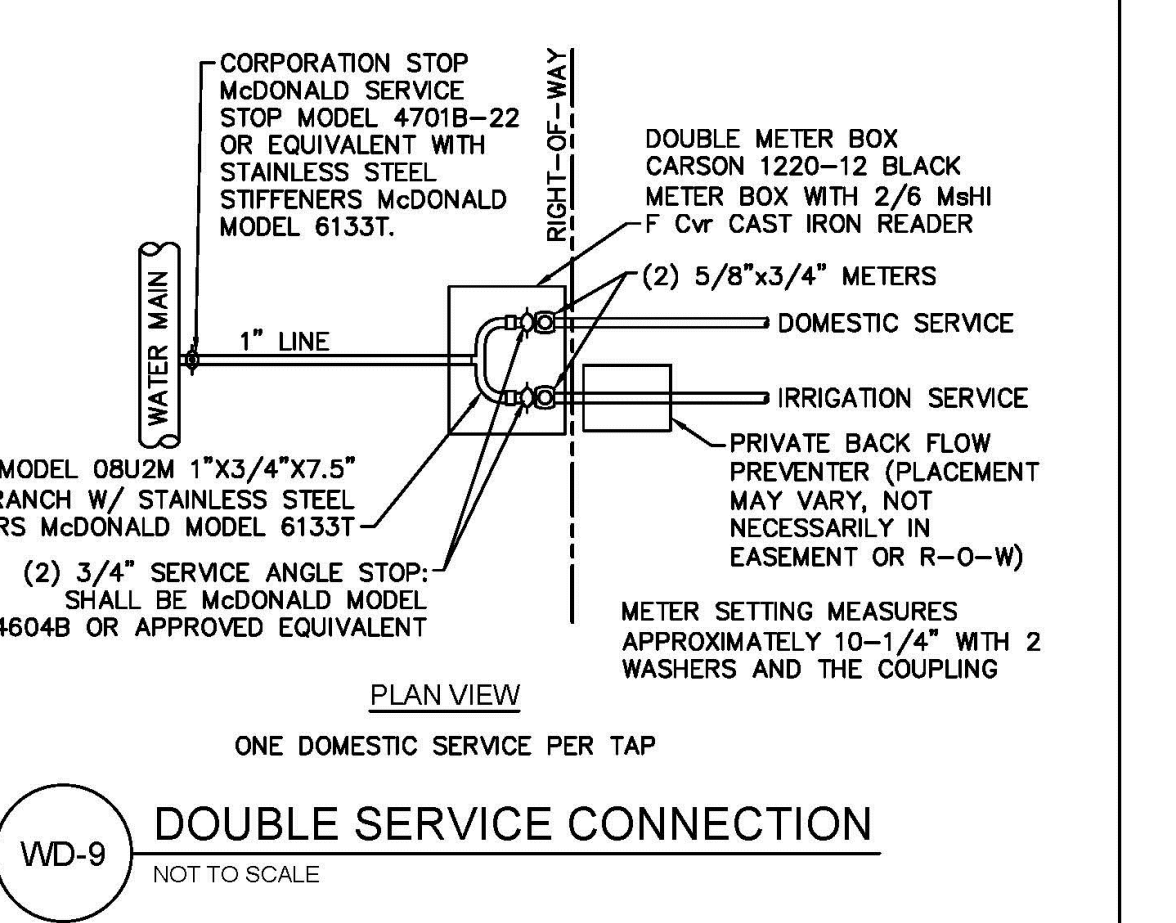 CORPORATION STOP
McDONALD SERVICE
STOP MODEL 4701B-22
OR EQUIVALENT WITH
STAINLESS STEEL
STIFFENERS McDONALD
MODEL 6133T.
RIGHT-OF-WAY
DOUBLE METER BOX
CARSON 1220-12 BLACK
METER BOX WITH 2/6 MsHI
F Cvr CAST IRON READER
(2) 5/8"x3/4" METERS
WATER MAIN
1" LINE
DOMESTIC SERVICE
IRRIGATION SERVICE
PRIVATE BACK FLOW
PREVENTER (PLACEMENT
MAY VARY, NOT
NECESSARILY IN
EASEMENT OR R-O-W)
MODEL 08U2M 1"X3/4"X7.5"
RANCH W/ STAINLESS STEEL
RS McDONALD MODEL 6133T
(2) 3/4" SERVICE ANGLE STOP:
SHALL BE McDONALD MODEL
4604B OR APPROVED EQUIVALENT
METER SETTING MEASURES
APPROXIMATELY 10-1/4" WITH 2
WASHERS AND THE COUPLING
PLAN VIEW
ONE DOMESTIC SERVICE PER TAP
WD-9
DOUBLE SERVICE CONNECTION
NOT TO SCALE